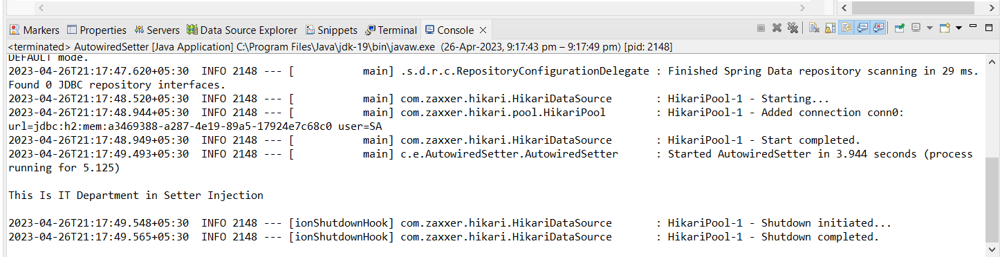 Markers Properties Servers Data Source Explorer Snippets Terminal Console
<terminated> AutowiredSetter [Java Application] C:\Program Files\Java\jdk-19\bin\javaw.exe (26-Apr-2023, 9:17:43 pm – 9:17:49 pm) [pid: 2148]
DEFAULT mode.
2023-04-26T21:17:47.620+05:30  INFO 2148 --- [           main] .s.d.r.c.RepositoryConfigurationDelegate : Finished Spring Data repository scanning in 29 ms.
Found 0 JDBC repository interfaces.
2023-04-26T21:17:48.520+05:30  INFO 2148 --- [           main] com.zaxxer.hikari.HikariDataSource       : HikariPool-1 - Starting...
2023-04-26T21:17:48.944+05:30  INFO 2148 --- [           main] com.zaxxer.hikari.pool.HikariPool        : HikariPool-1 - Added connection conn0:
url=jdbc:h2:mem:a3469388-a287-4e19-89a5-17924e7c68c0 user=SA
2023-04-26T21:17:48.949+05:30  INFO 2148 --- [           main] com.zaxxer.hikari.HikariDataSource       : HikariPool-1 - Start completed.
2023-04-26T21:17:49.493+05:30  INFO 2148 --- [           main] c.e.AutowiredSetter.AutowiredSetter      : Started AutowiredSetter in 3.944 seconds (process
running for 5.125)
This Is IT Department in Setter Injection
2023-04-26T21:17:49.548+05:30  INFO 2148 --- [ionShutdownHook] com.zaxxer.hikari.HikariDataSource       : HikariPool-1 - Shutdown initiated...
2023-04-26T21:17:49.565+05:30  INFO 2148 --- [ionShutdownHook] com.zaxxer.hikari.HikariDataSource       : HikariPool-1 - Shutdown completed.